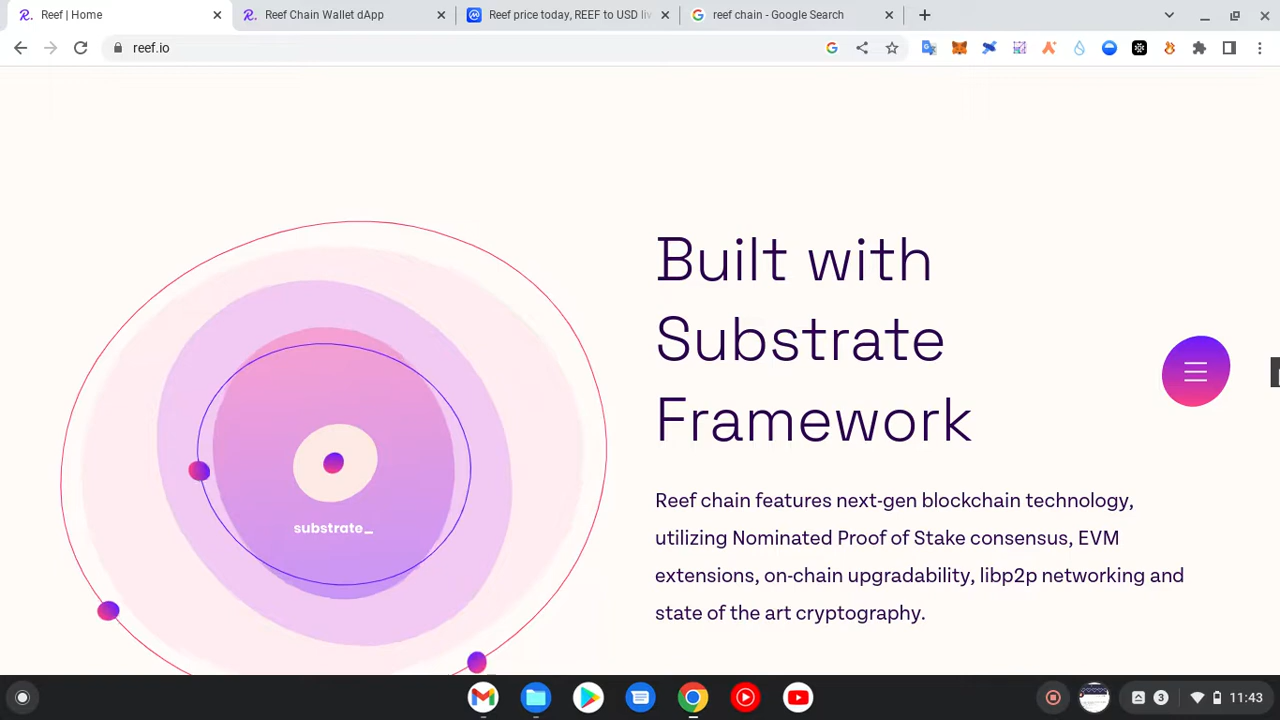 Reef | Home
Reef Chain Wallet dApp
Reef price today, REEF to USD liv
reef chain - Google Search
reef.io
Built with
Substrate
Framework
substrate_
Reef chain features next-gen blockchain technology,
utilizing Nominated Proof of Stake consensus, EVM
extensions, on-chain upgradability, libp2p networking and
state of the art cryptography.
3
11:43